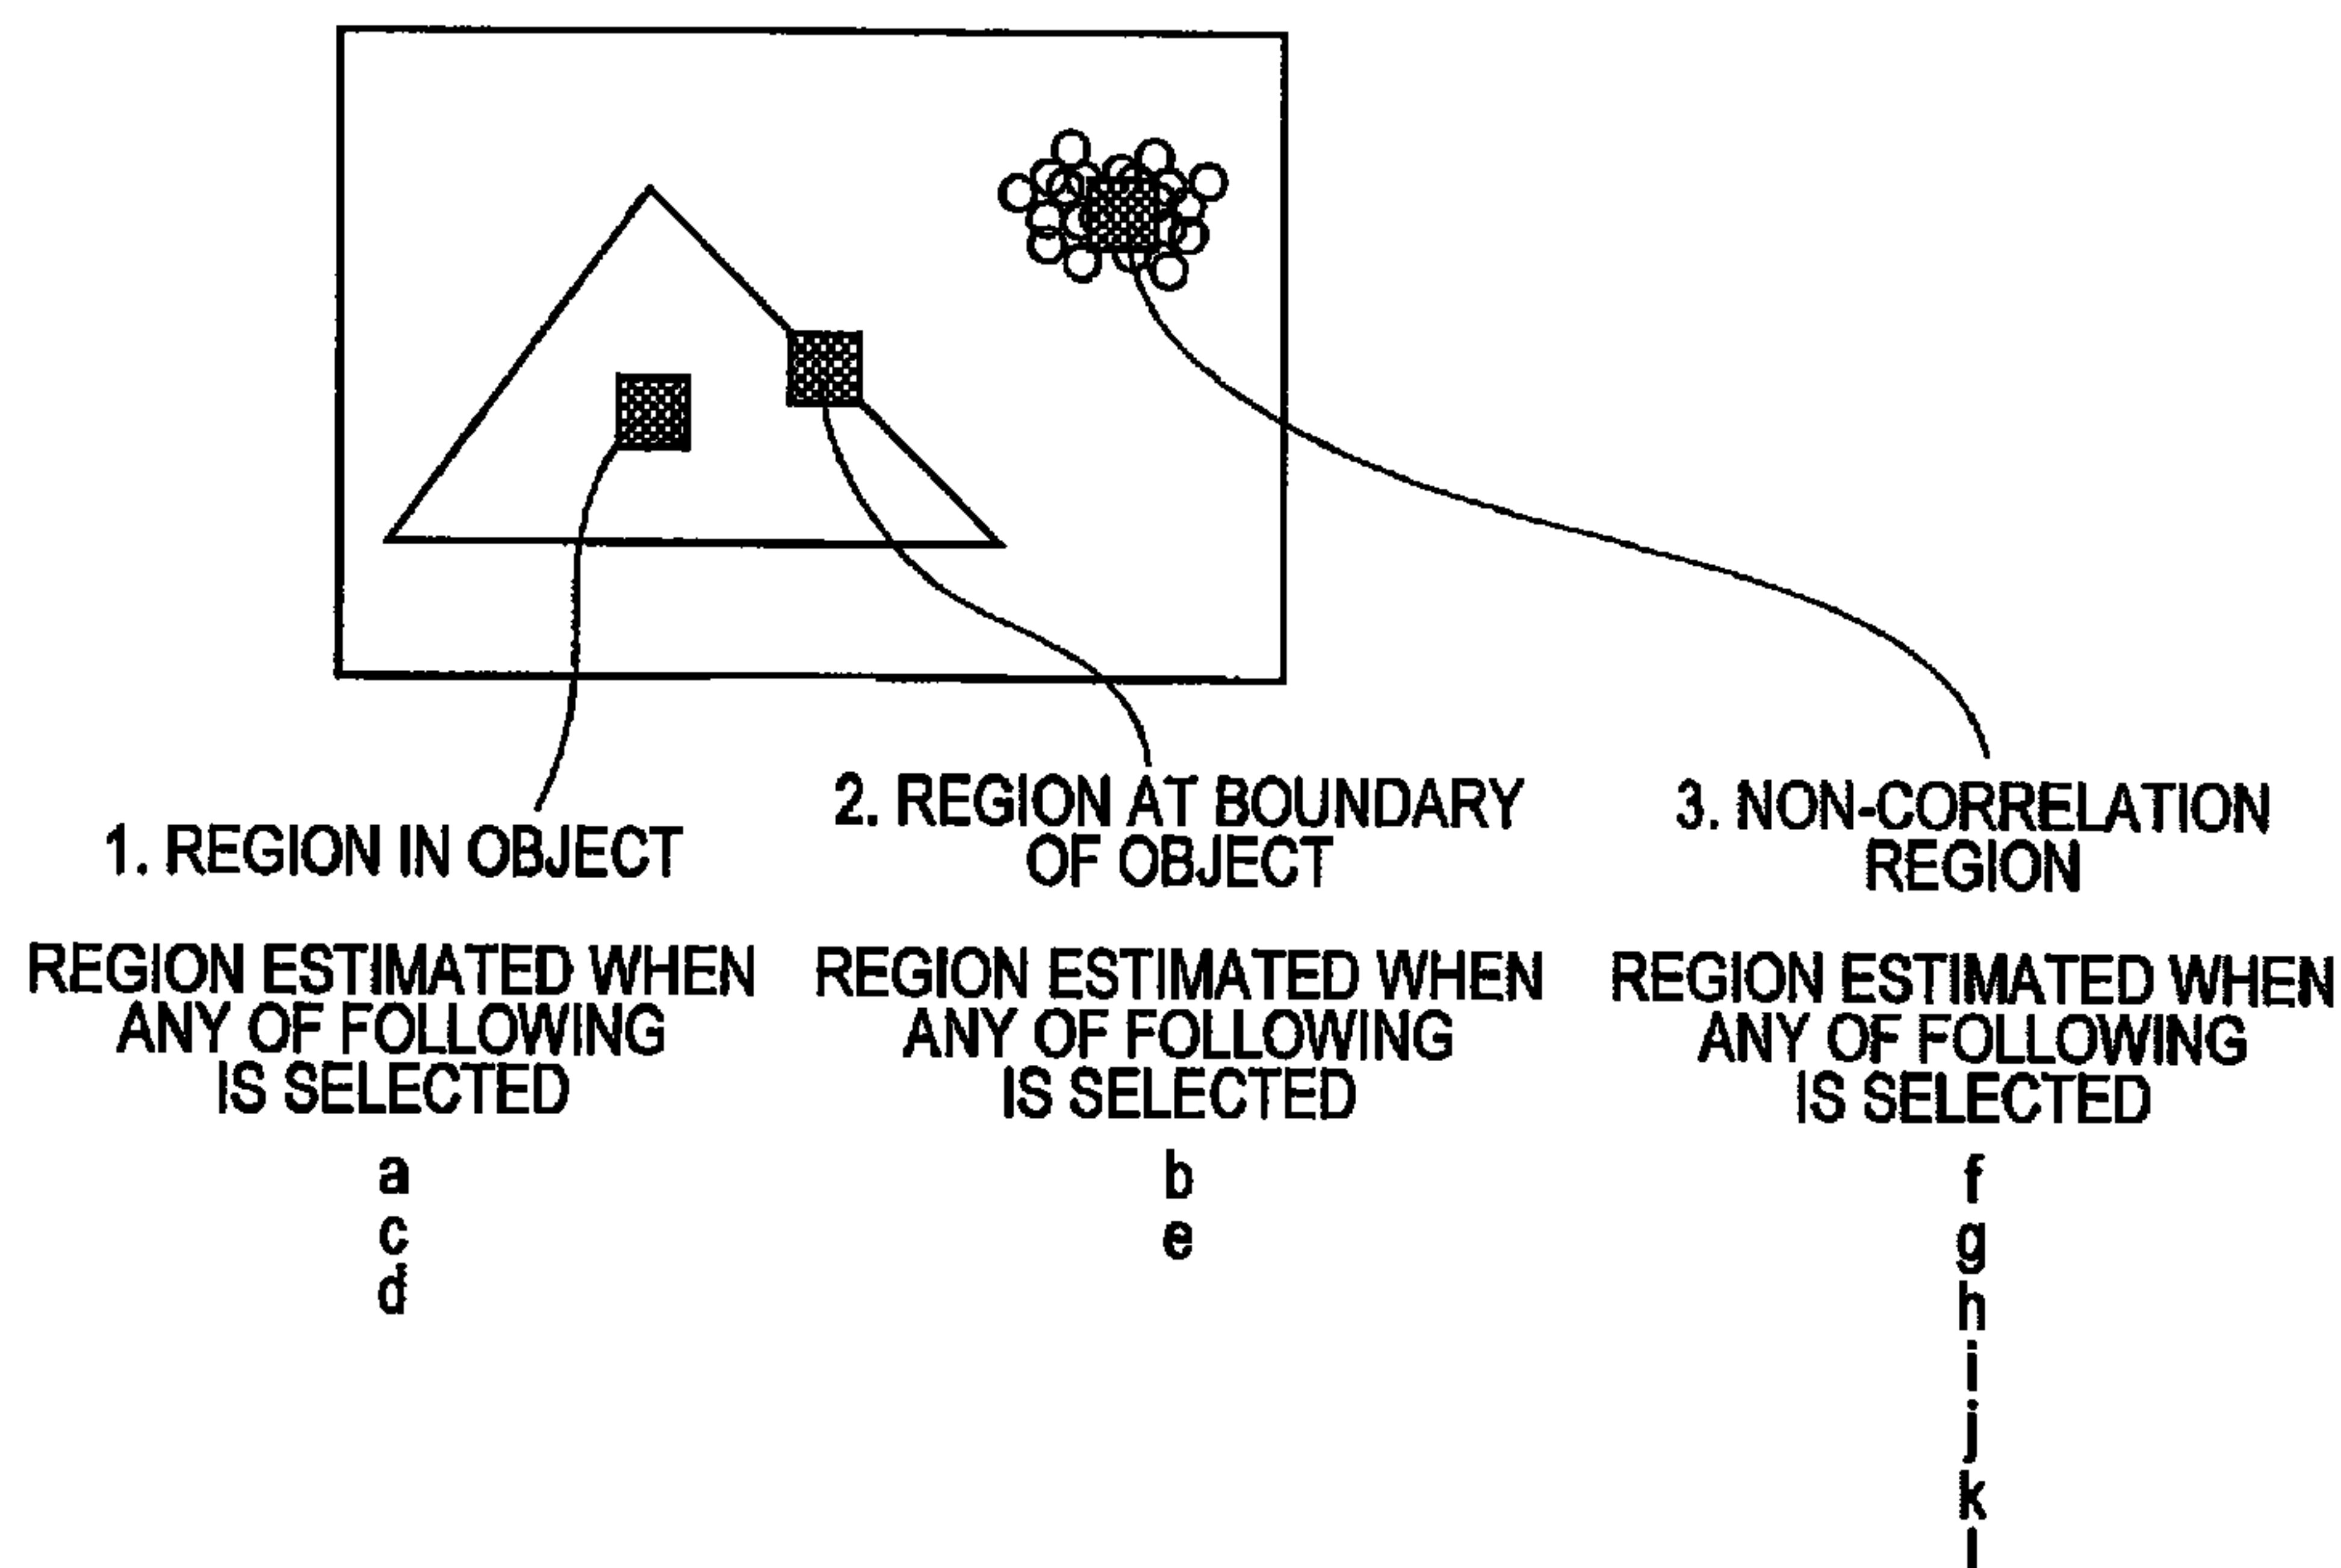 1. REGION IN OBJECT
REGION ESTIMATED WHEN
ANY OF FOLLOWING
IS SELECTED
a
c
d
2. REGION AT BOUNDARY
OF OBJECT
REGION ESTIMATED WHEN
ANY OF FOLLOWING
IS SELECTED
b
e
3. NON-CORRELATION
REGION
REGION ESTIMATED WHEN
ANY OF FOLLOWING
IS SELECTED
f
g
h
i
j
k
l